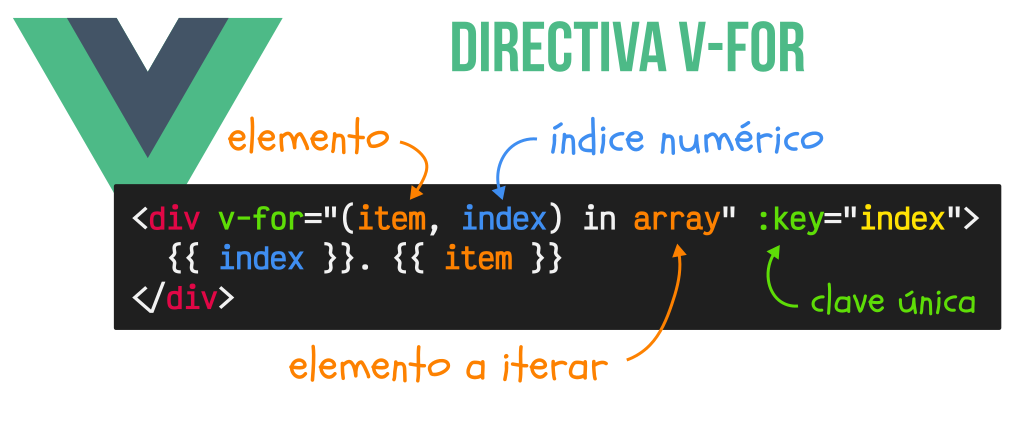 DIRECTIVA V-FOR
elemento
índice numérico
<div v-for="(item, index) in array" :key="index">
{{ index }}. {{ item }}
</div>
clave única
elemento a iterar